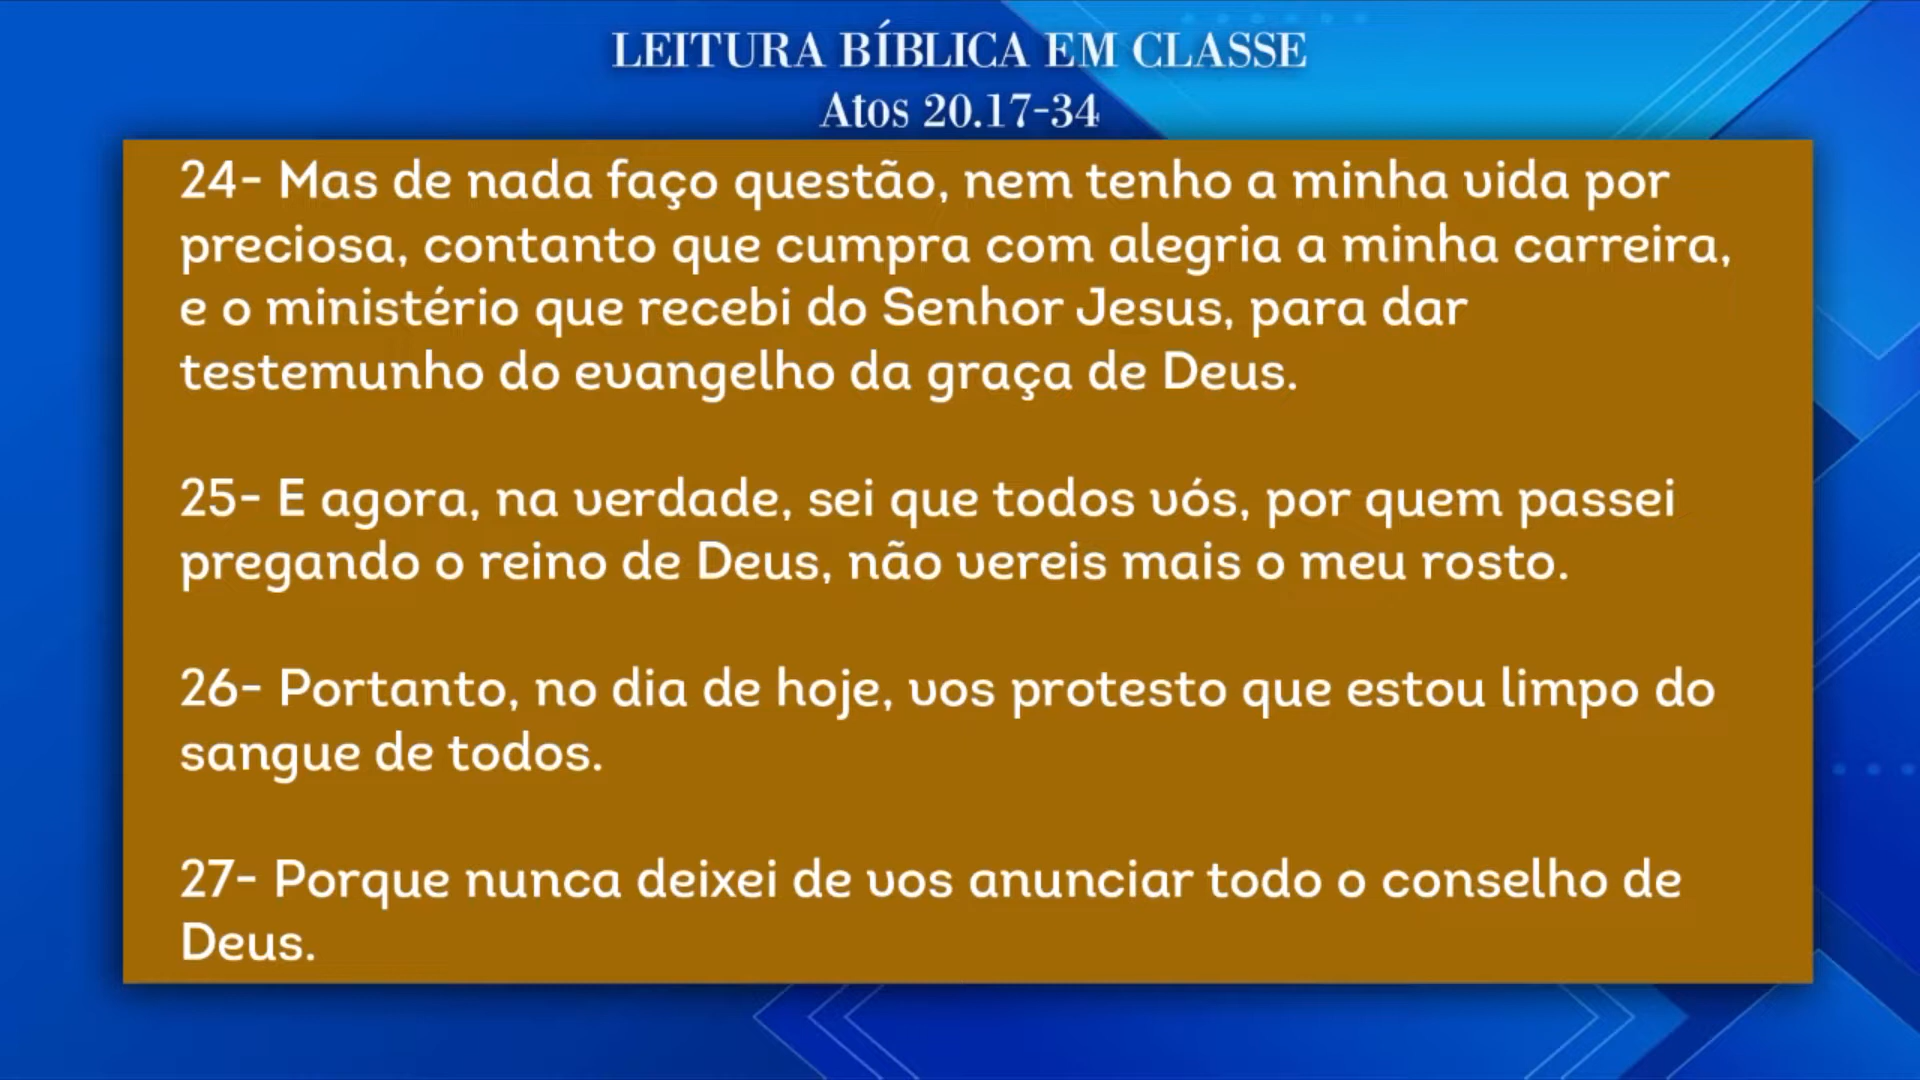 LEITURA BÍBLICA EM CLASSE
Atos 20.17-34
24- Mas de nada faço questão, nem tenho a minha vida por
preciosa, contanto que cumpra com alegria a minha carreira,
e o ministério que recebi do Senhor Jesus, para dar
testemunho do evangelho da graça de Deus.
25- E agora, na verdade, sei que todos vós, por quem passei
pregando o reino de Deus, não vereis mais o meu rosto.
26- Portanto, no dia de hoje, vos protesto que estou limpo do
sangue de todos.
27- Porque nunca deixei de vos anunciar todo o conselho de
Deus.